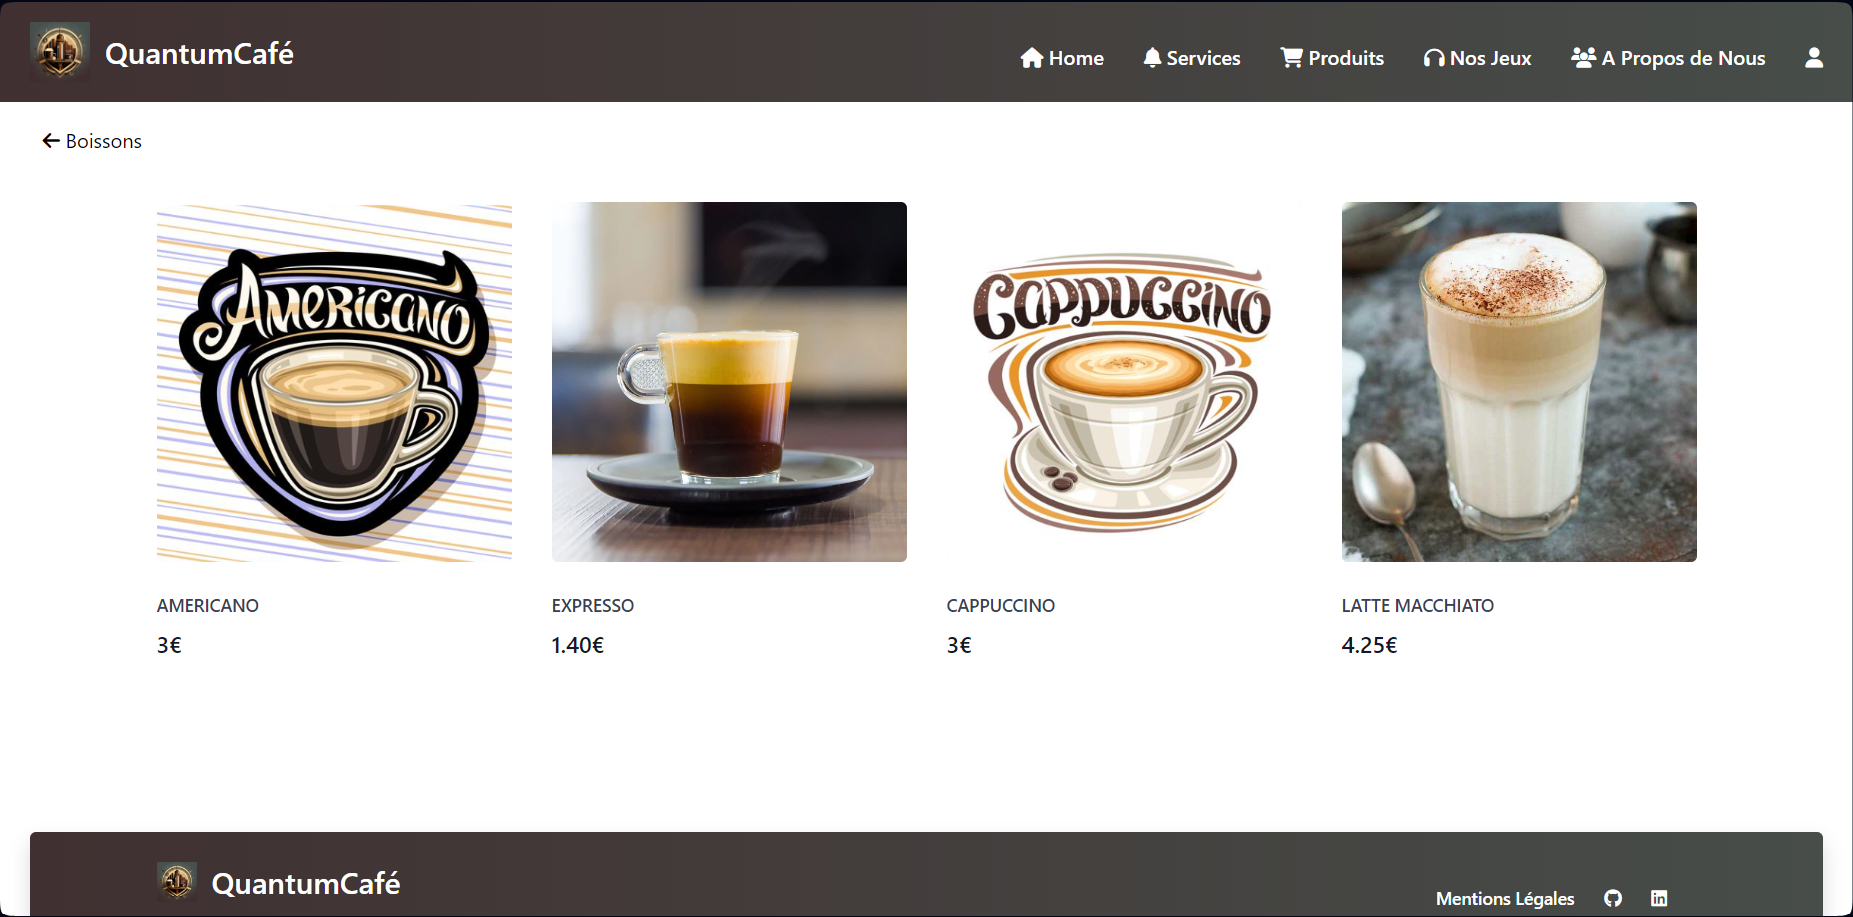 QuantumCafé
Home
Services
Produits
Nos Jeux
A Propos de Nous
Boissons
AMERICANO
CAPPUCCINO
AMERICANO
EXPRESSO
CAPPUCCINO
LATTE MACCHIATO
3€
1.40€
3€
4.25€
QuantumCafé
Mentions Légales